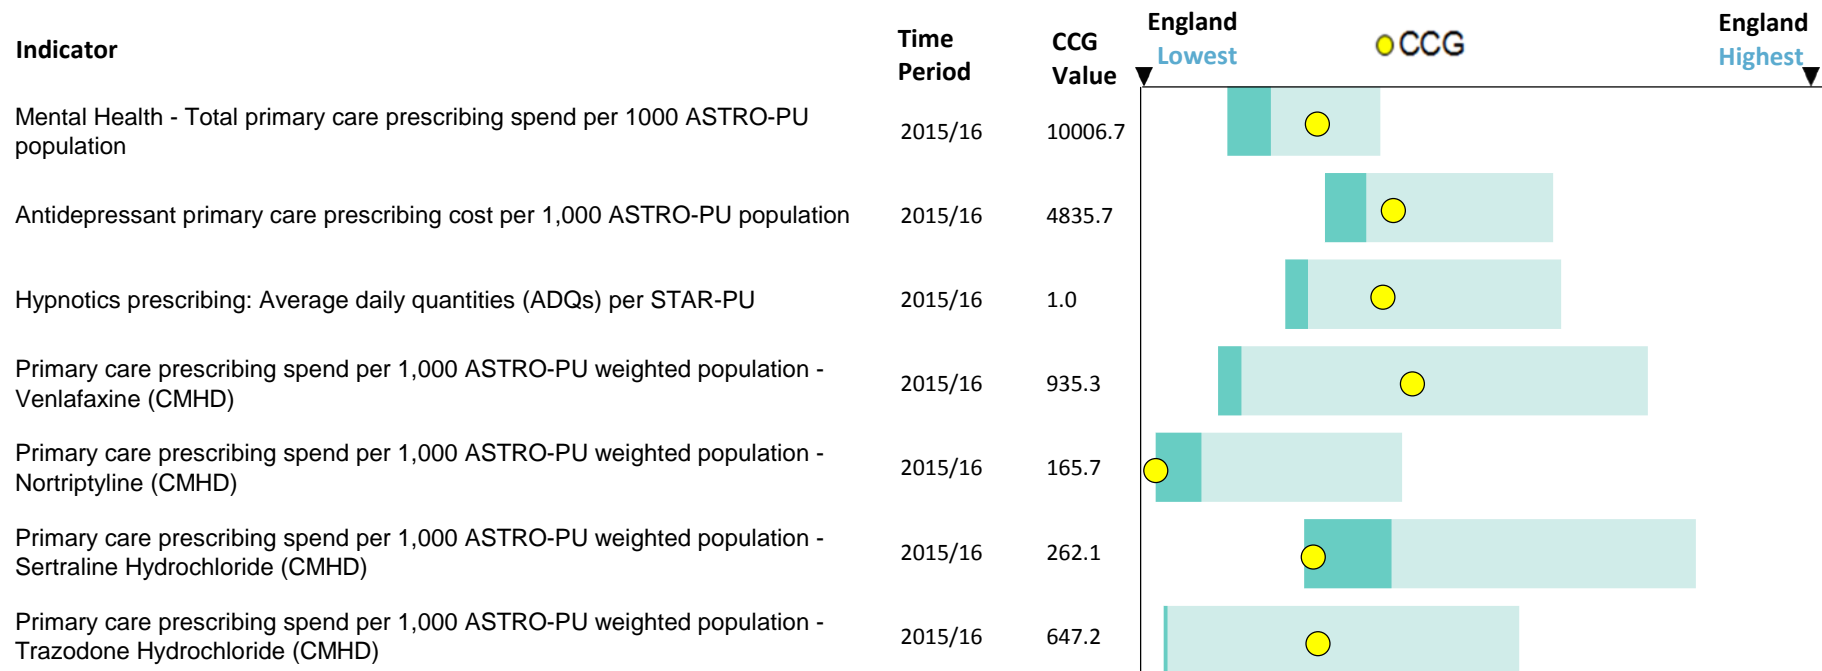 Indicator
Time
Period
CCG
Value
England
Lowest
CCG
England
Highest
Mental Health - Total primary care prescribing spend per 1000 ASTRO-PU
population
2015/16
10006.7
Antidepressant primary care prescribing cost per 1,000 ASTRO-PU population
2015/16
4835.7
Hypnotics prescribing: Average daily quantities (ADQs) per STAR-PU
2015/16
1.0
Primary care prescribing spend per 1,000 ASTRO-PU weighted population -
Venlafaxine (CMHD)
2015/16
935.3
Primary care prescribing spend per 1,000 ASTRO-PU weighted population -
Nortriptyline (CMHD)
2015/16
165.7
Primary care prescribing spend per 1,000 ASTRO-PU weighted population -
Sertraline Hydrochloride (CMHD)
2015/16
262.1
Primary care prescribing spend per 1,000 ASTRO-PU weighted population -
Trazodone Hydrochloride (CMHD)
2015/16
647.2